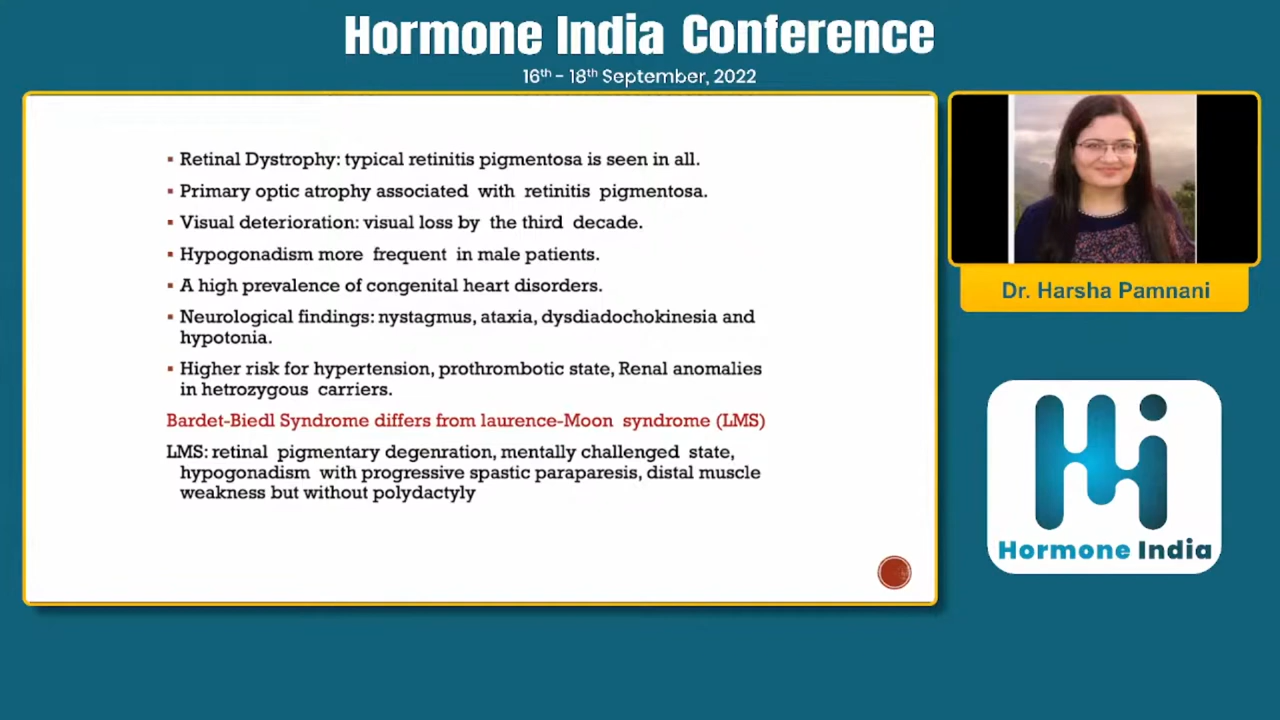 Hormone India Conference
16th - 18th September, 2022
▪ Retinal Dystrophy: typical retinitis pigmentosa is seen in all.
▪ Primary optic atrophy associated with retinitis pigmentosa.
▪ Visual deterioration: visual loss by the third decade.
▪ Hypogonadism more frequent in male patients.
▪ A high prevalence of congenital heart disorders.
▪ Neurological findings: nystagmus, ataxia, dysdiadochokinesia and
hypotonia.
▪ Higher risk for hypertension, prothrombotic state, Renal anomalies
in hetrozygous carriers.
Bardet-Biedl Syndrome differs from laurence-Moon syndrome (LMS)
LMS: retinal pigmentary degenration, mentally challenged state,
hypogonadism with progressive spastic paraparesis, distal muscle
weakness but without polydactyly
Dr. Harsha Pamnani
Hi
Hormone India